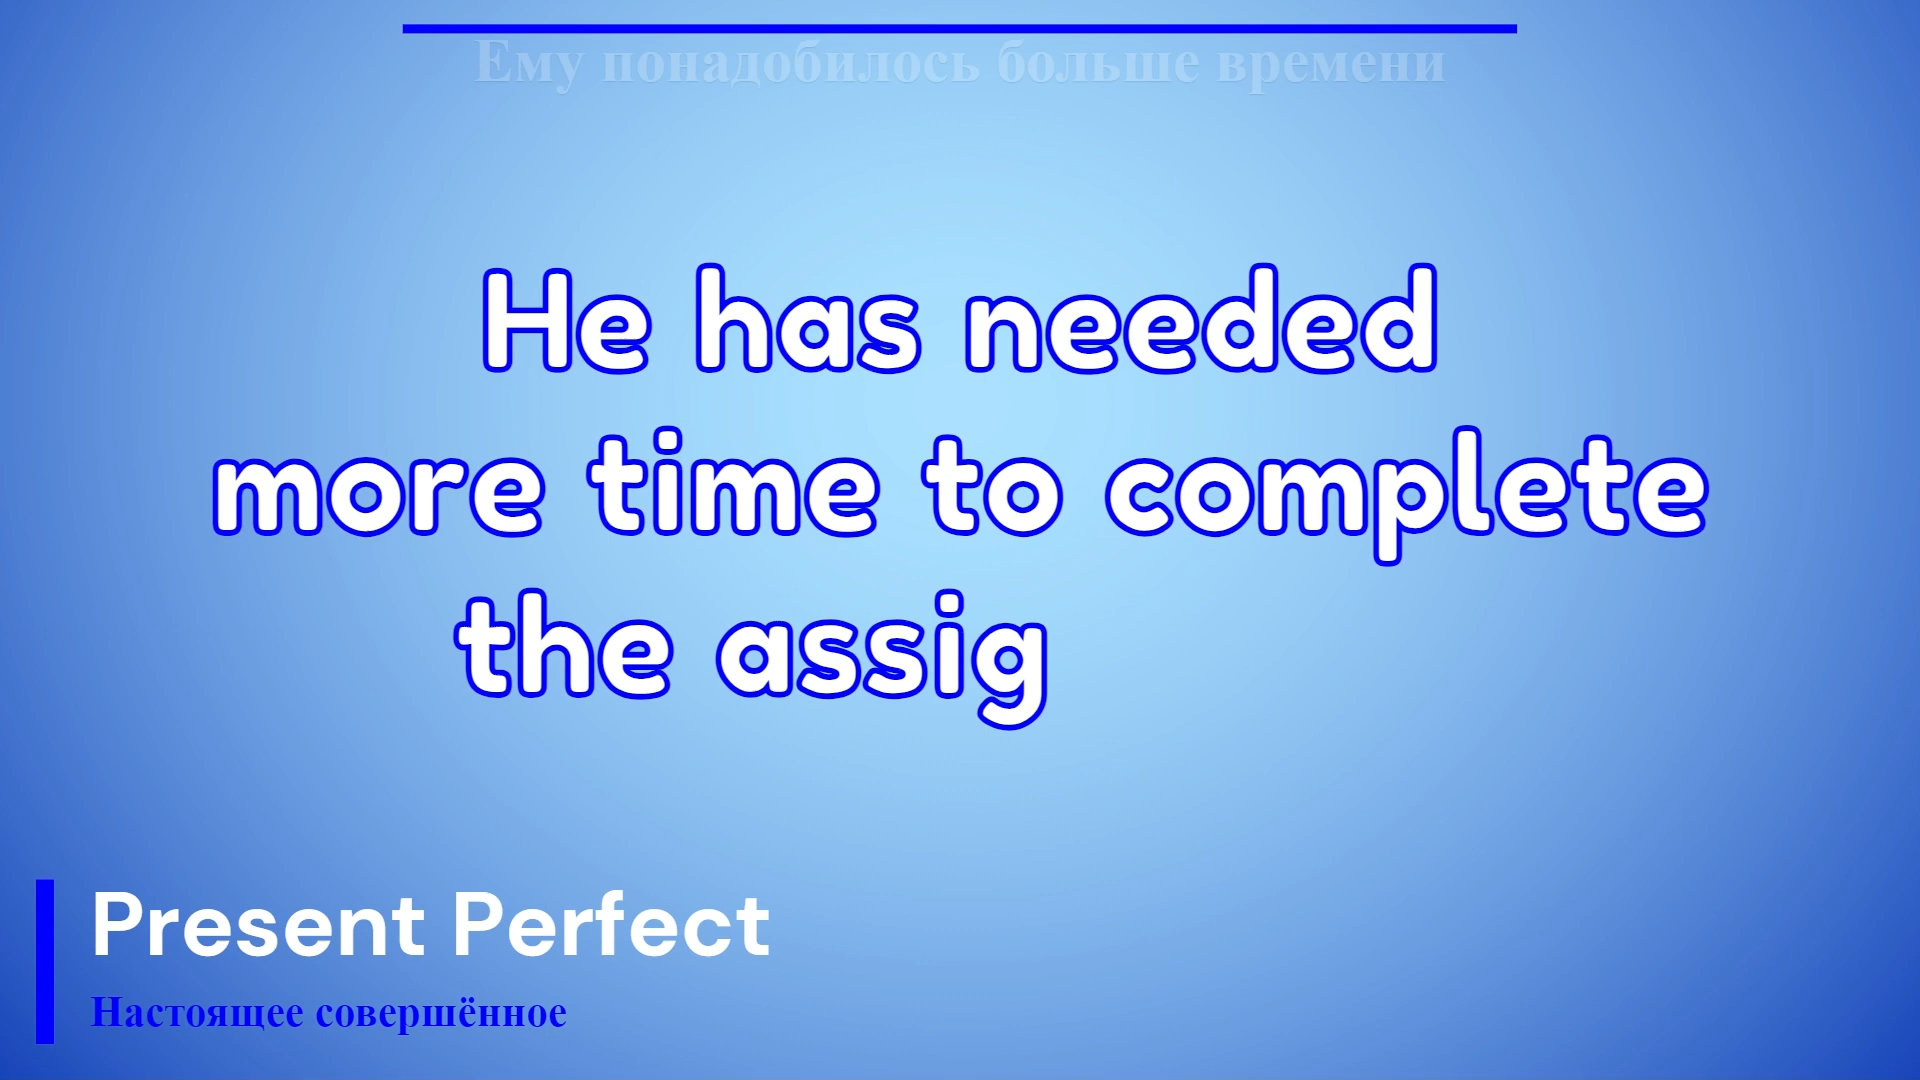 Ему понадобилось больше времени
He has needed
more time to complete
the assig
Present Perfect
Настоящее совершённое